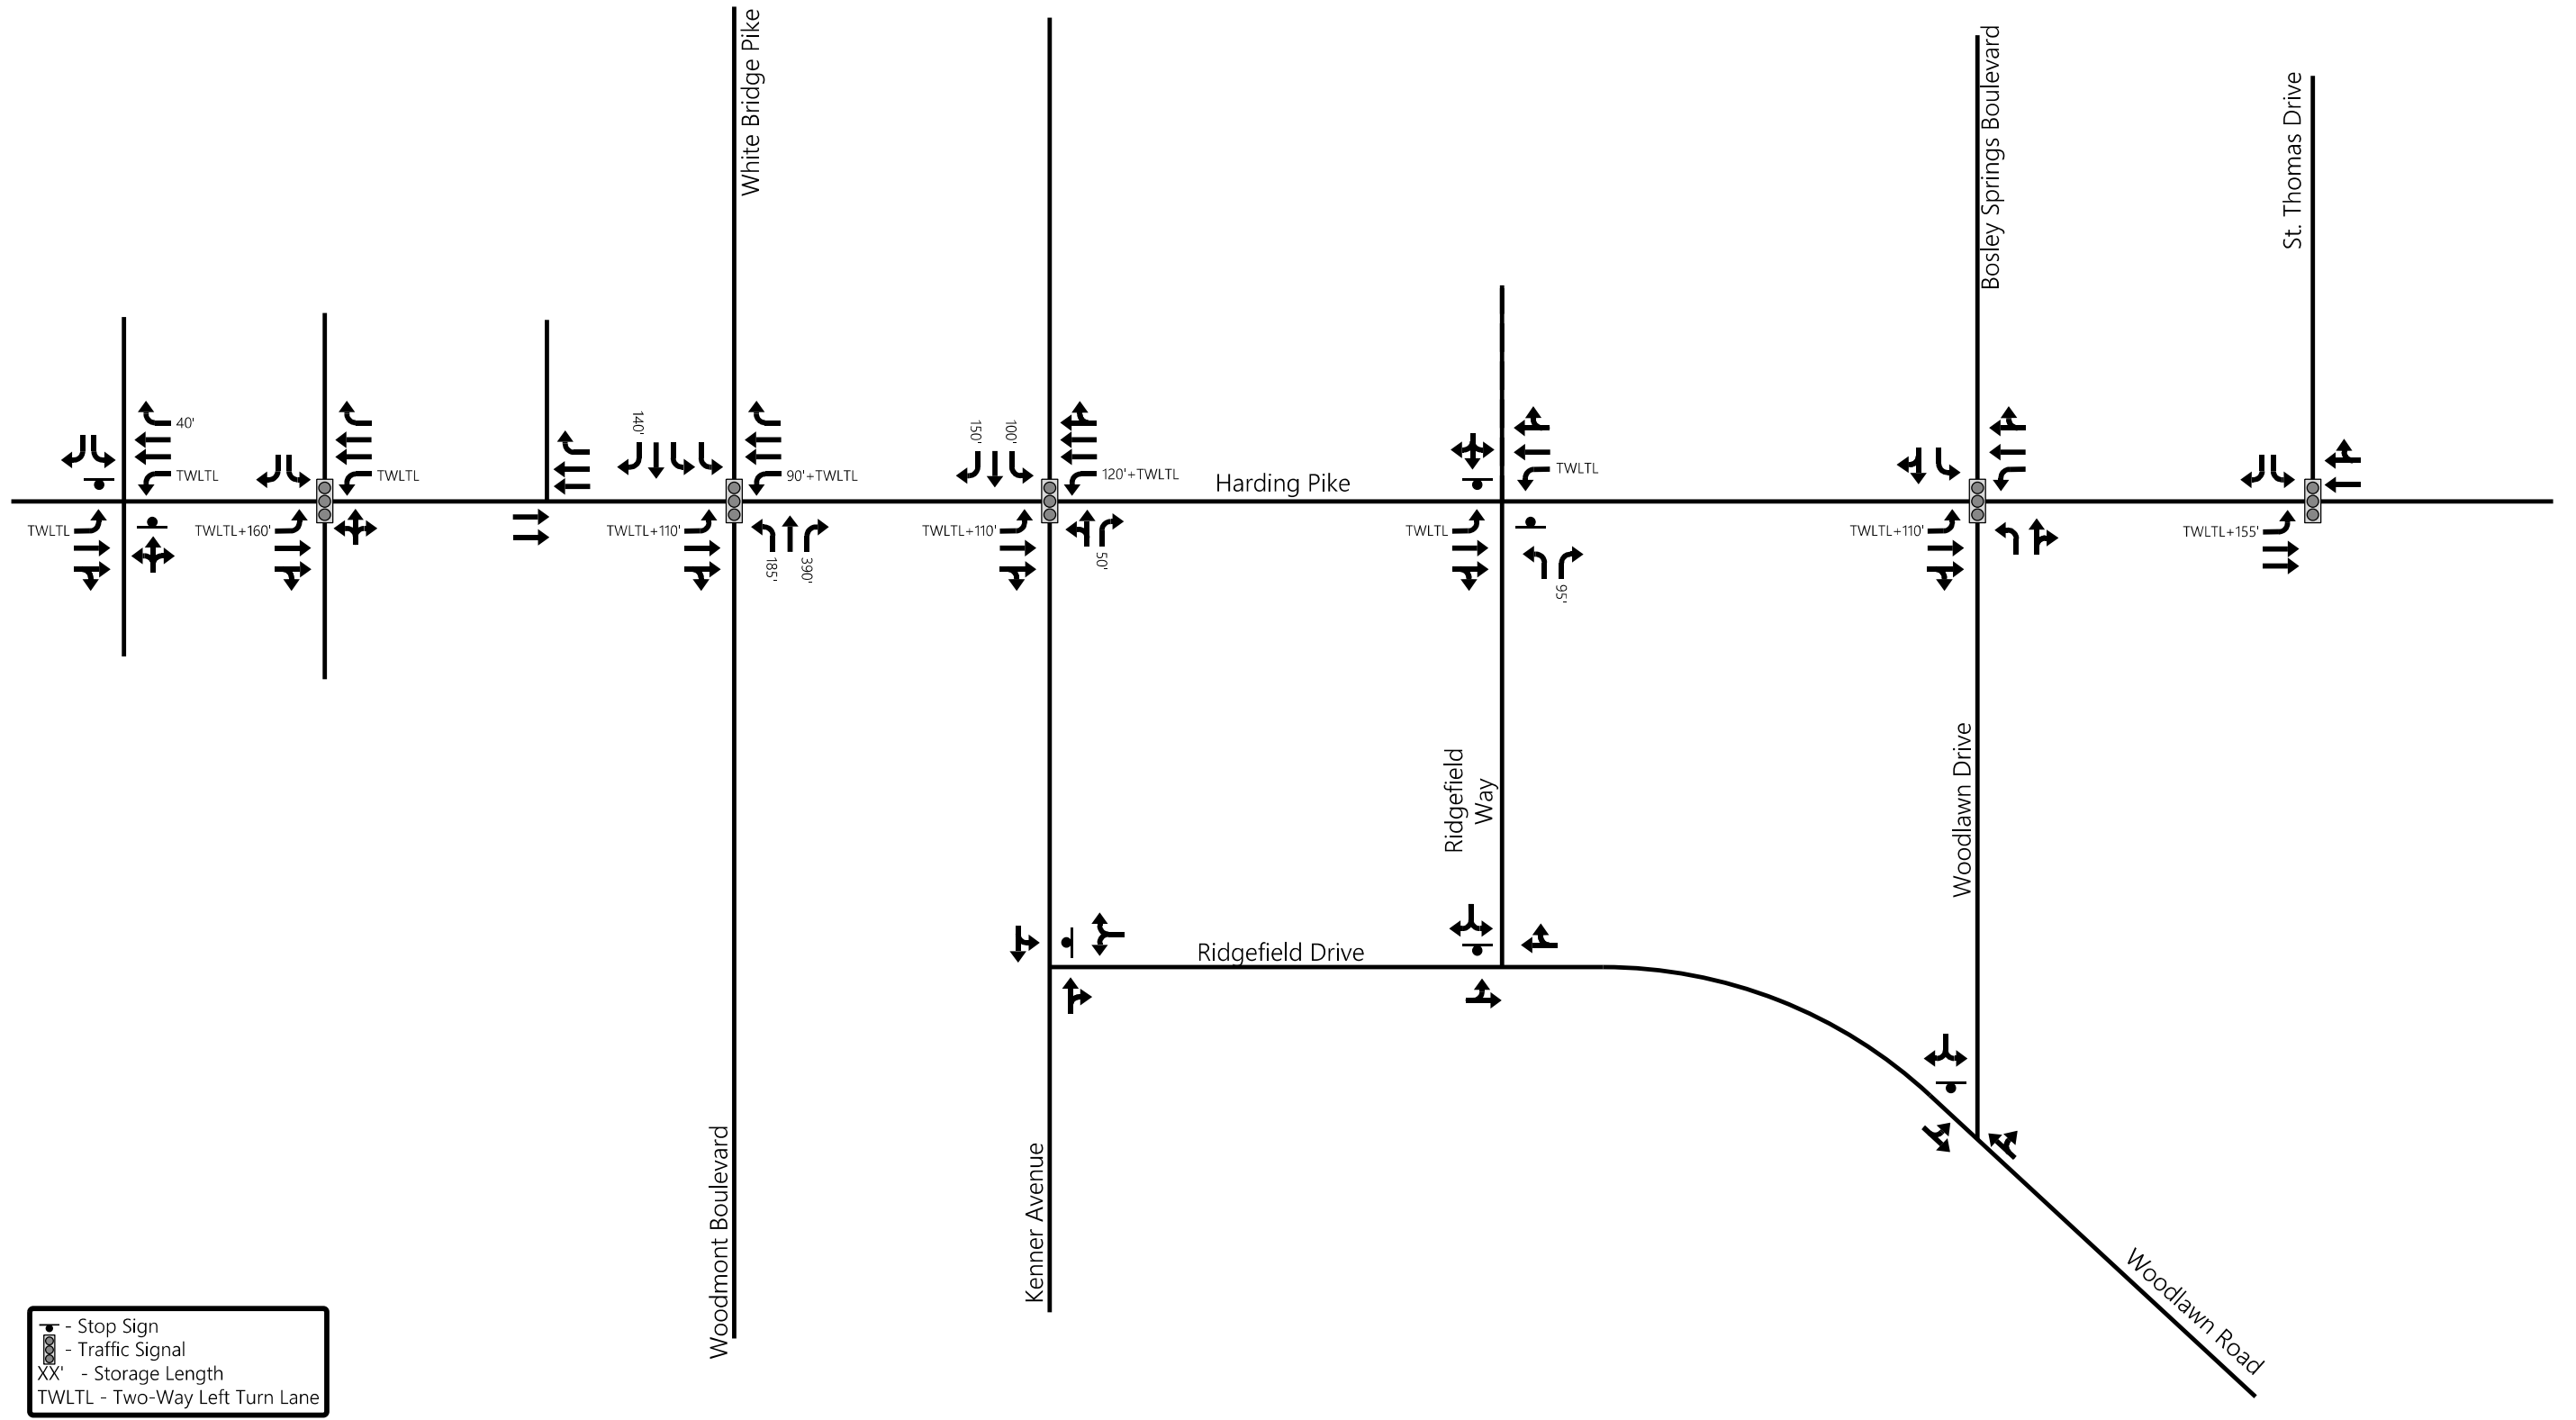 White Bridge Pike
Bosley Springs Boulevard
St. Thomas Drive
40'
TWLTL
TWLTL
140'
90'+TWLTL
150'
100'
120'+TWLTL
Harding Pike
TWLTL
TWLTL
TWLTL+160'
TWLTL+110'
185'
390'
TWLTL+110'
50'
TWLTL
95'
TWLTL+110'
TWLTL+155'
Ridgefield
Way
Woodlawn Drive
Ridgefield Drive
Woodmont Boulevard
Kenner Avenue
Woodlawn Road
- Stop Sign
- Traffic Signal
XX' - Storage Length
TWLTL - Two-Way Left Turn Lane